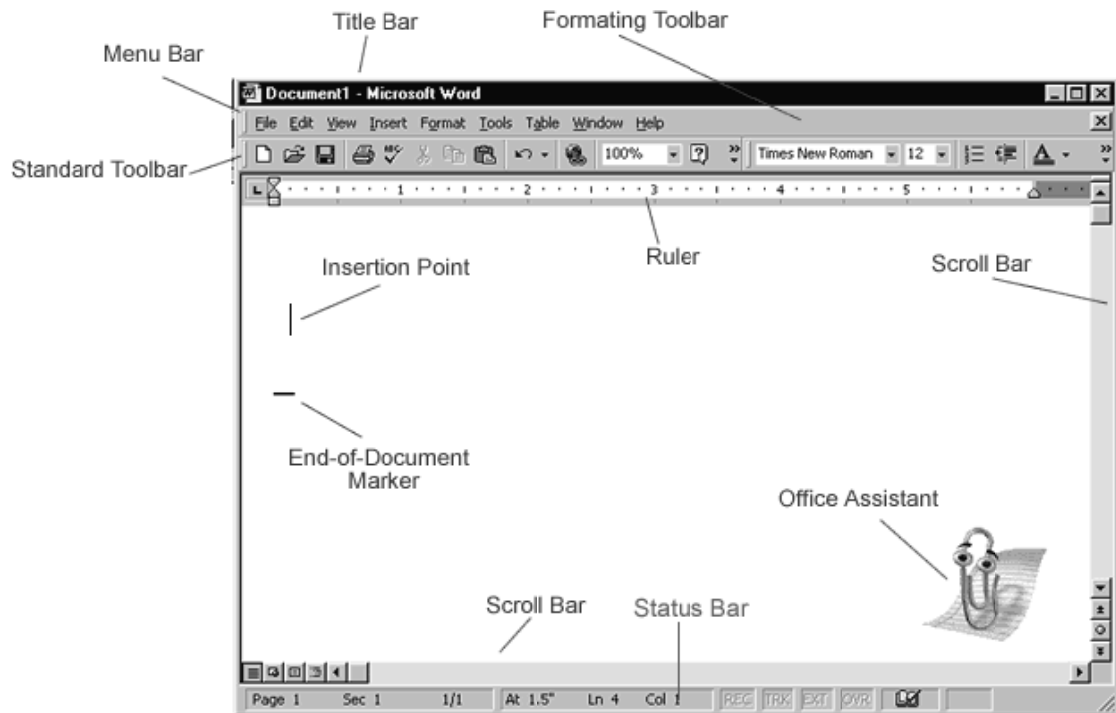 Title Bar
Formating Toolbar
Menu Bar
Document1 - Microsoft Word
File Edit View Insert Format Tools Table Window Help
Standard Toolbar
100%
Times New Roman
12
1 2 3 4 5
Insertion Point
Ruler
Scroll Bar
End-of-Document
Marker
Office Assistant
Scroll Bar
Status Bar
Page 1 Sec 1 1/1 At 1.5" Ln 4 Col 1 REC TRK EXT OVR